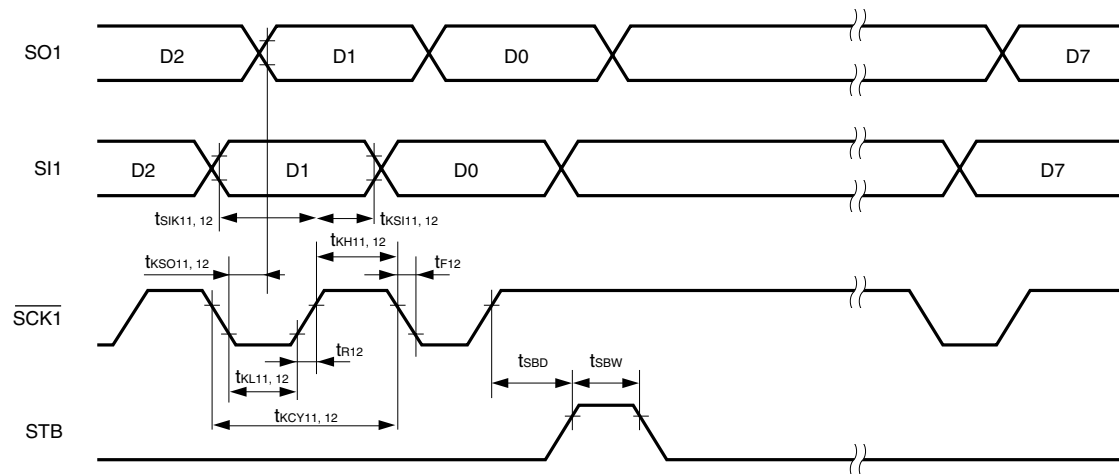 SO1 D2 D1 D0 D7
SI1 D2 D1 D0 D7
tSIK11, 12 tKSI11, 12
tKSO11, 12 tKH11, 12 tF12
SCK1
tR12
tKL11, 12 tSBD tSBW
tKCY11, 12
STB